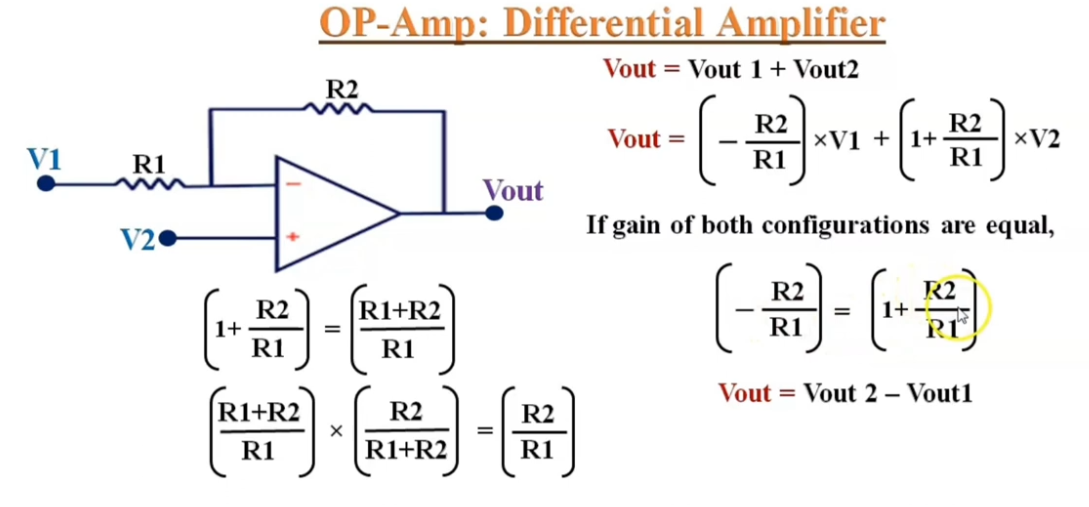 OP-Amp: Differential Amplifier
R2
V1
R1
Vout
V2
− 
+
Vout = Vout 1 + Vout2
Vout = (− R2/R1) ×V1 + (1+ R2/R1) ×V2
If gain of both configurations are equal,
(− R2/R1) = (1+ R2/R1)
Vout = Vout 2 – Vout1
(1+ R2/R1) = (R1+R2/R1)
(R1+R2/R1) × (R2/R1+R2) = (R2/R1)